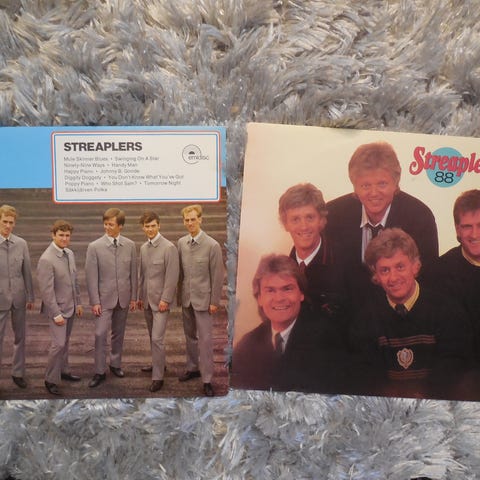 STREAPLERS
Mule Skinner Blues • Swinging On A Star
Ninety-Nine Ways • Handy Man
Happy Piano • Johnny B. Goode
Diggity Doggety • You Don't Know What You've Got
Poppy Piano • Who Shot Sam? • Tomorrow Night
Säkkijärven Polka
emidisc
Streaple
88